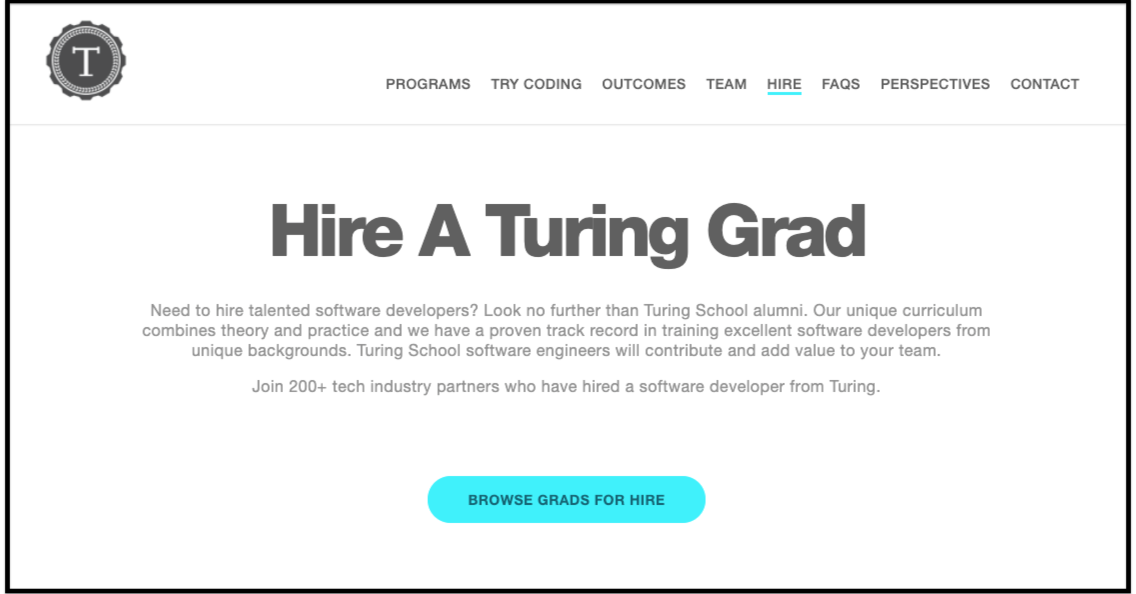 T
PROGRAMS TRY CODING OUTCOMES TEAM HIRE FAQS PERSPECTIVES CONTACT
Hire A Turing Grad
Need to hire talented software developers? Look no further than Turing School alumni. Our unique curriculum
combines theory and practice and we have a proven track record in training excellent software developers from
unique backgrounds. Turing School software engineers will contribute and add value to your team.
Join 200+ tech industry partners who have hired a software developer from Turing.
BROWSE GRADS FOR HIRE